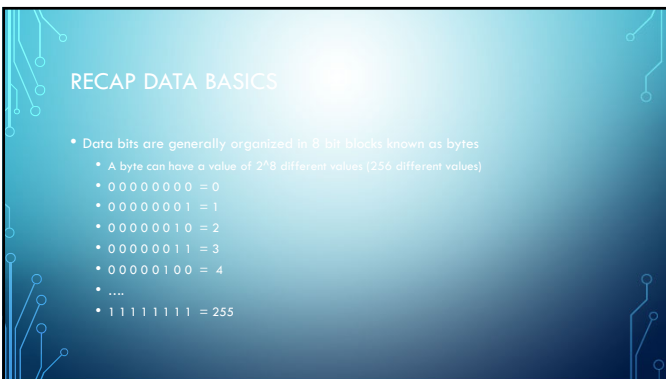 RECAP DATA BASICS
• Data bits are generally organized in 8 bit blocks known as bytes
• A byte can have a value of 2^8 different values (256 different values)
• 0 0 0 0 0 0 0 0 = 0
• 0 0 0 0 0 0 0 1 = 1
• 0 0 0 0 0 0 1 0 = 2
• 0 0 0 0 0 0 1 1 = 3
• 0 0 0 0 0 1 0 0 = 4
• ....
• 1 1 1 1 1 1 1 1 = 255